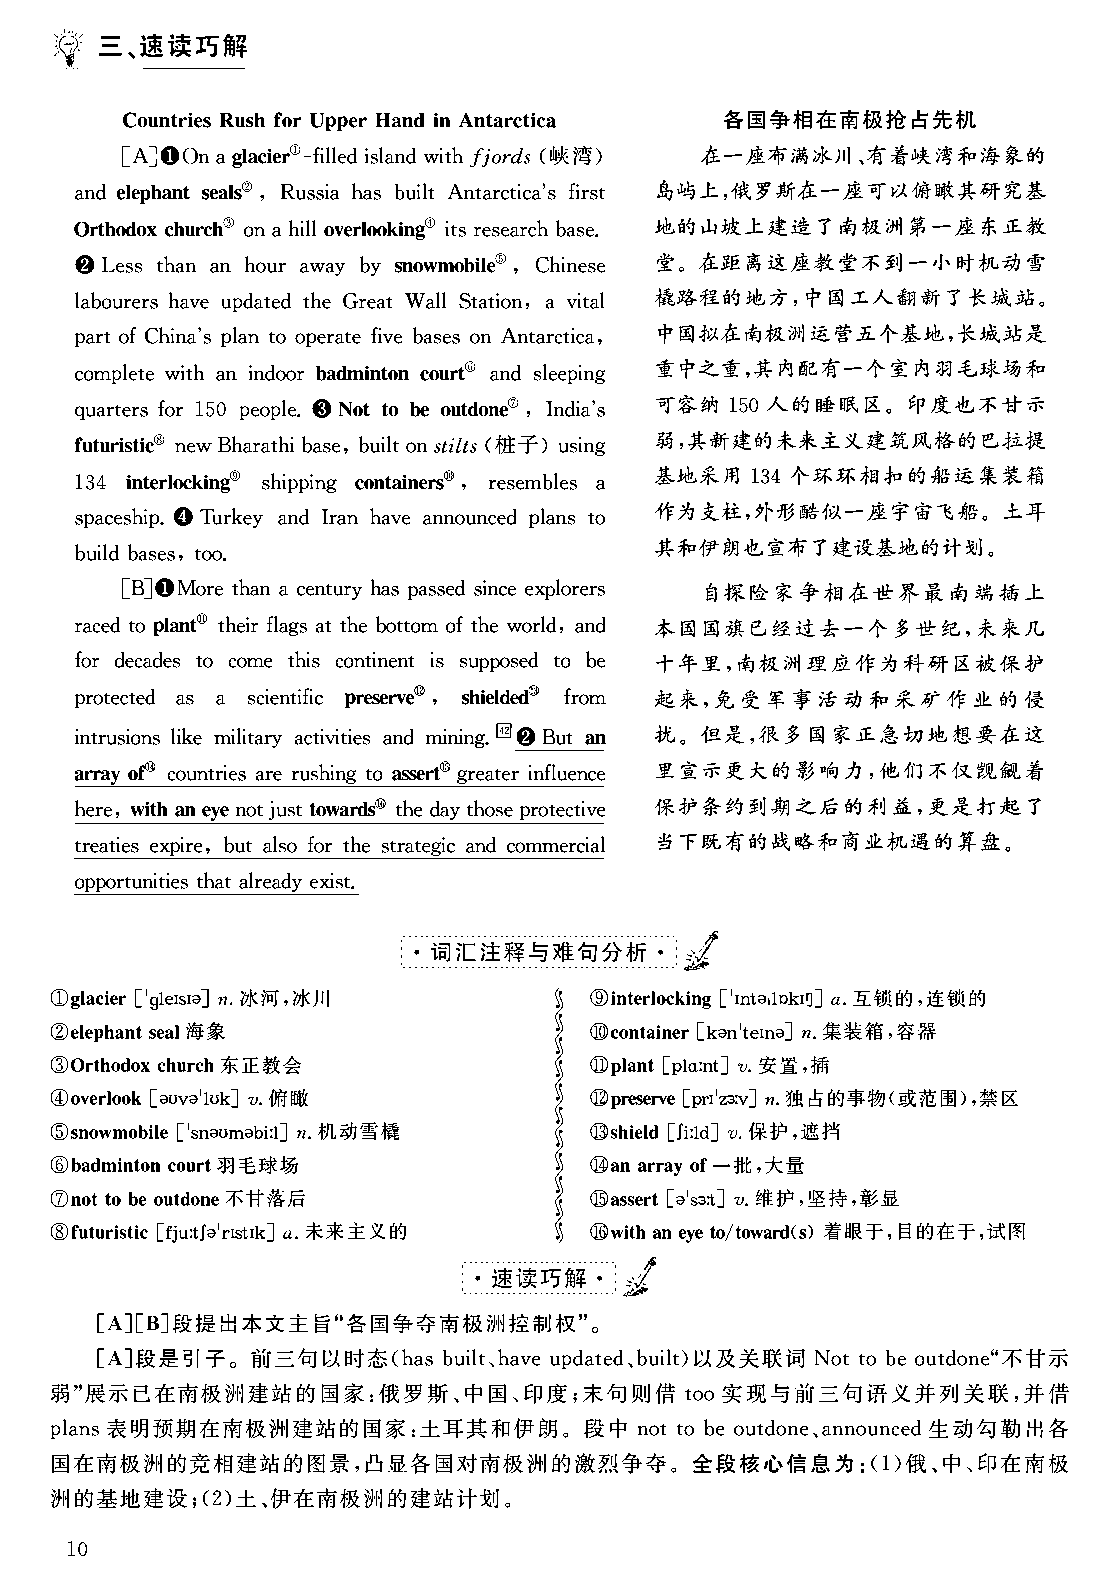 三、速读巧解
Countries Rush for Upper Hand in Antarctica
[A]❶On a glacier①-filled island with fjords (峡湾)
and elephant seals②, Russia has built Antarctica's first
Orthodox church③ on a hill overlooking④ its research base.
❷ Less than an hour away by snowmobile⑤, Chinese
labourers have updated the Great Wall Station, a vital
part of China's plan to operate five bases on Antarctica,
complete with an indoor badminton court⑥ and sleeping
quarters for 150 people. ❸ Not to be outdone⑦, India's
futuristic⑧ new Bharathi base, built on stilts (桩子) using
134 interlocking⑨ shipping containers⑩, resembles a
spaceship. ❹ Turkey and Iran have announced plans to
build bases, too.
[B]❶More than a century has passed since explorers
raced to plant⑪ their flags at the bottom of the world, and
for decades to come this continent is supposed to be
protected as a scientific preserve⑫, shielded⑬ from
intrusions like military activities and mining. 42 ❷ But an
array of⑭ countries are rushing to assert⑮ greater influence
here, with an eye not just towards⑯ the day those protective
treaties expire, but also for the strategic and commercial
opportunities that already exist.
各国争相在南极抢占先机
在一座布满冰川、有着峡湾和海象的
岛屿上,俄罗斯在一座可以俯瞰其研究基
地的山坡上建造了南极洲第一座东正教
堂。在距离这座教堂不到一小时机动雪
橇路程的地方,中国工人翻新了长城站。
中国拟在南极洲运营五个基地,长城站是
重中之重,其内配有一个室内羽毛球场和
可容纳 150 人的睡眠区。印度也不甘示
弱,其新建的未来主义建筑风格的巴拉提
基地采用 134 个环环相扣的船运集装箱
作为支柱,外形酷似一座宇宙飞船。土耳
其和伊朗也宣布了建设基地的计划。
自探险家争相在世界最南端插上
本国国旗已经过去一个多世纪,未来几
十年里,南极洲理应作为科研区被保护
起来,免受军事活动和采矿作业的侵
扰。但是,很多国家正急切地想要在这
里宣示更大的影响力,他们不仅觊觎着
保护条约到期之后的利益,更是打起了
当下既有的战略和商业机遇的算盘。
·词汇注释与难句分析·
①glacier [ˈɡleɪsɪə] n. 冰河,冰川
②elephant seal 海象
③Orthodox church 东正教会
④overlook [əʊvəˈlʊk] v. 俯瞰
⑤snowmobile [ˈsnəʊməbiːl] n. 机动雪橇
⑥badminton court 羽毛球场
⑦not to be outdone 不甘落后
⑧futuristic [fjuːtʃəˈrɪstɪk] a. 未来主义的
⑨interlocking [ˈɪntəˌlɒkɪŋ] a. 互锁的,连锁的
⑩container [kənˈteɪnə] n. 集装箱,容器
⑪plant [plɑːnt] v. 安置,插
⑫preserve [prɪˈzɜːv] n. 独占的事物(或范围),禁区
⑬shield [ʃiːld] v. 保护,遮挡
⑭an array of 一批,大量
⑮assert [əˈsɜːt] v. 维护,坚持,彰显
⑯with an eye to/toward(s) 着眼于,目的在于,试图
·速读巧解·
[A][B]段提出本文主旨“各国争夺南极洲控制权”。
[A]段是引子。前三句以时态(has built、have updated、built)以及关联词 Not to be outdone“不甘示
弱”展示已在南极洲建站的国家:俄罗斯、中国、印度;末句则借 too 实现与前三句语义并列关联,并借
plans 表明预期在南极洲建站的国家:土耳其和伊朗。段中 not to be outdone、announced 生动勾勒出各
国在南极洲的竞相建站的图景,凸显各国对南极洲的激烈争夺。全段核心信息为:(1)俄、中、印在南极
洲的基地建设;(2)土、伊在南极洲的建站计划。
10